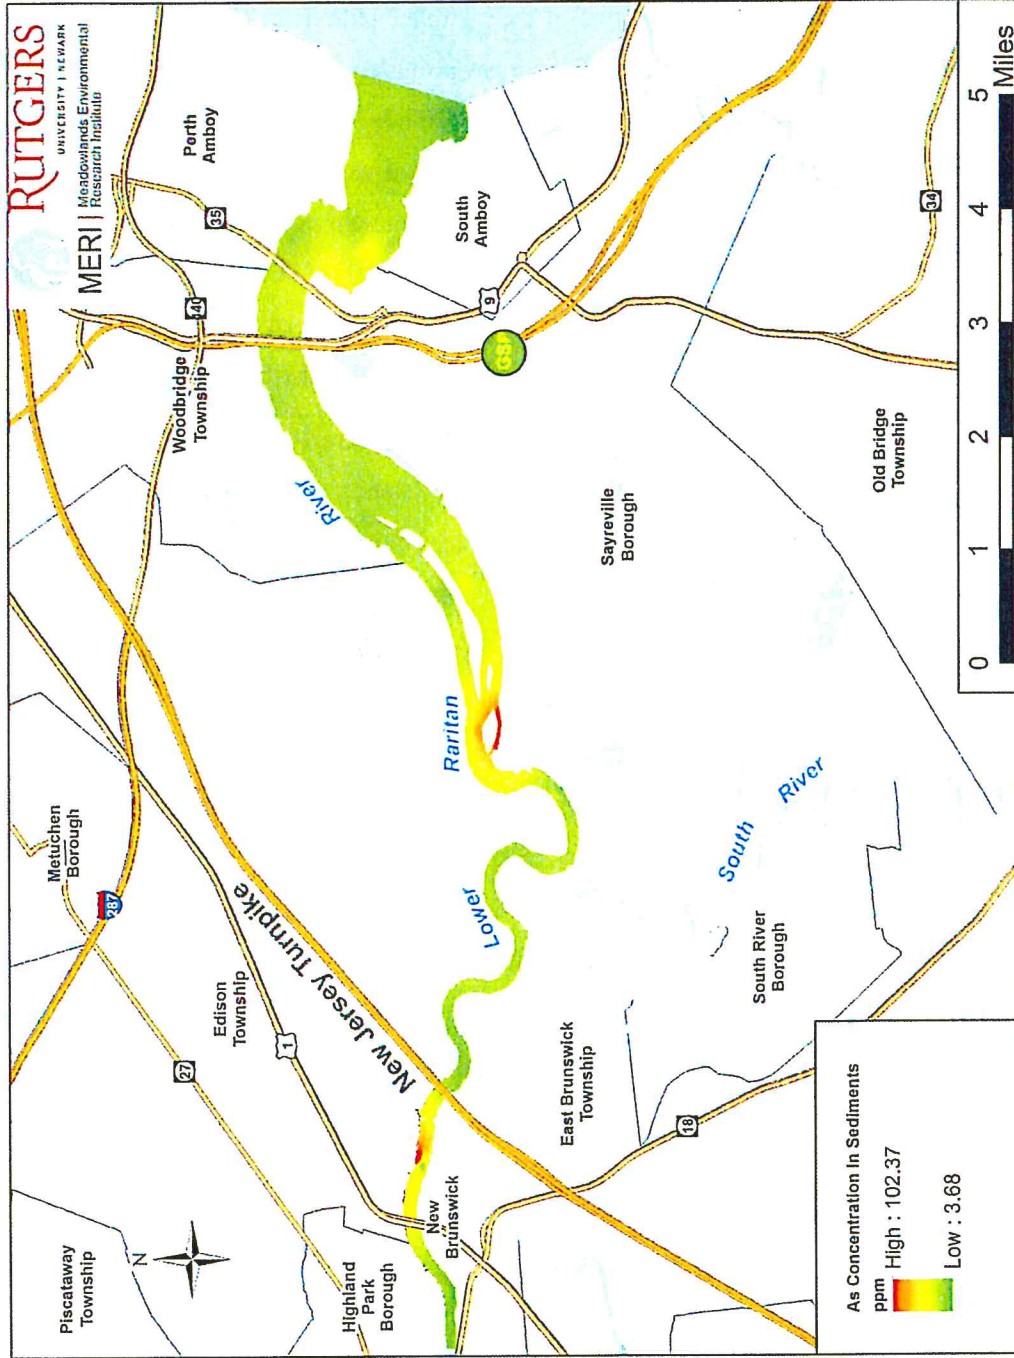 RUTGERS
UNIVERSITY | NEWARK
MERI | Meadowlands Environmental
Research Institute
Piscataway
Township
N
Highland
Park
Borough
New
Brunswick
27
1
Edison
Township
Metuchen
Borough
287
New Jersey Turnpike
Woodbridge
Township
440
35
Perth
Amboy
South
Amboy
9
GSP
34
Lower
Raritan
River
South
River
Sayreville
Borough
Old Bridge
Township
South River
Borough
East Brunswick
Township
18
As Concentration In Sediments
ppm
High : 102.37
Low : 3.68
0 1 2 3 4 5
Miles